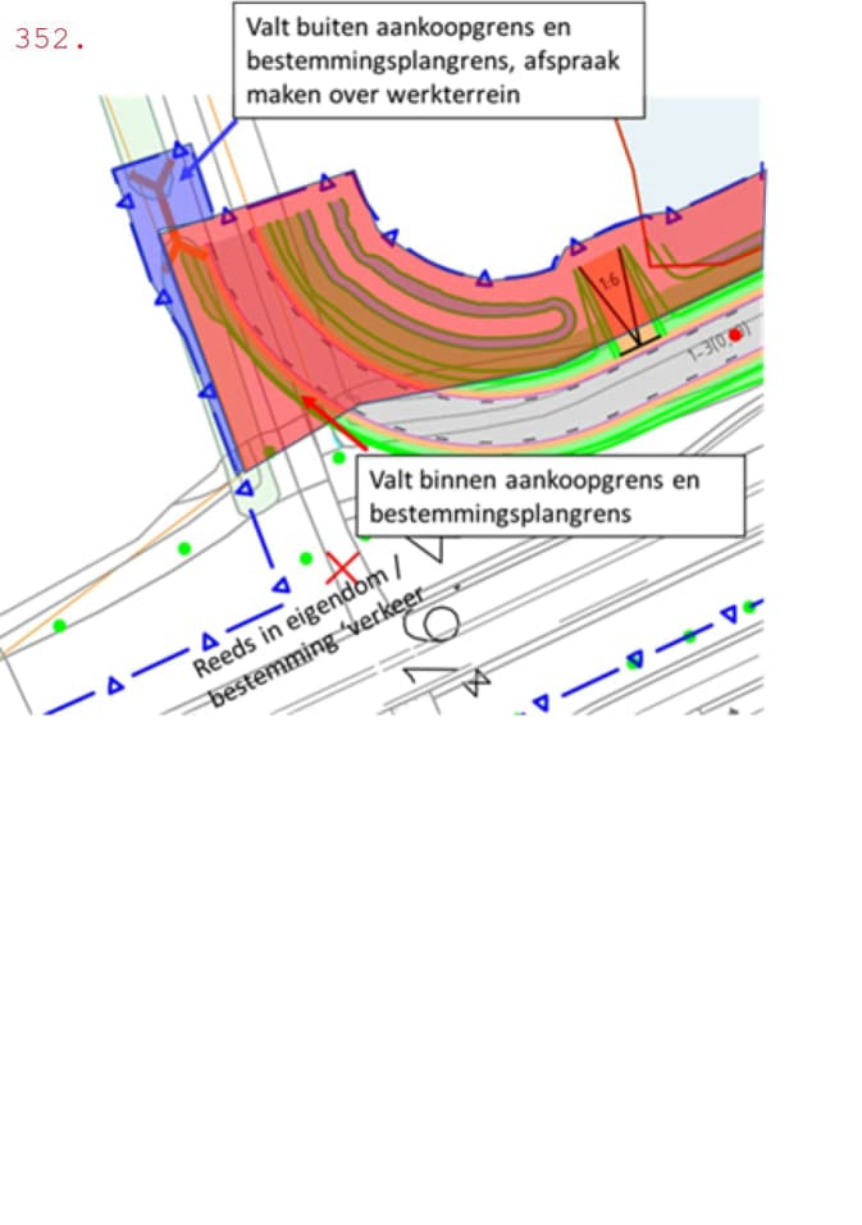 352.
Valt buiten aankoopgrens en
bestemmingsplangrens, afspraak
maken over werkterrein
1:6
Valt binnen aankoopgrens en
bestemmingsplangrens
Reeds in eigendom /
bestemming 'verkeer